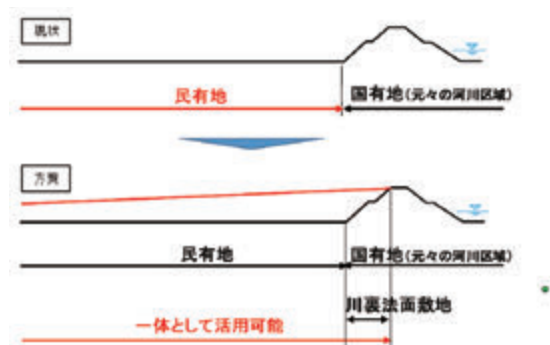 現状
民有地
国有地(元々の河川区域)
方策
民有地
国有地(元々の河川区域)
川裏法面敷地
一体として活用可能